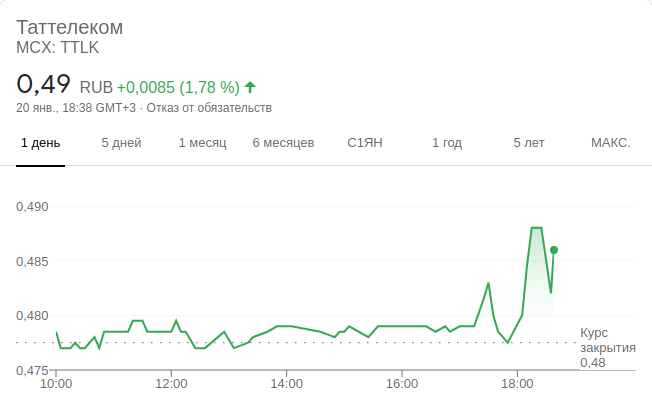 Таттелеком
MCX: TTLK
0,49 RUB +0,0085 (1,78 %)
20 янв., 18:38 GMT+3 · Отказ от обязательств
1 день 5 дней 1 месяц 6 месяцев С1ЯН 1 год 5 лет МАКС.
0,490
0,485
0,480
Курс
закрытия
0,48
0,475
10:00 12:00 14:00 16:00 18:00